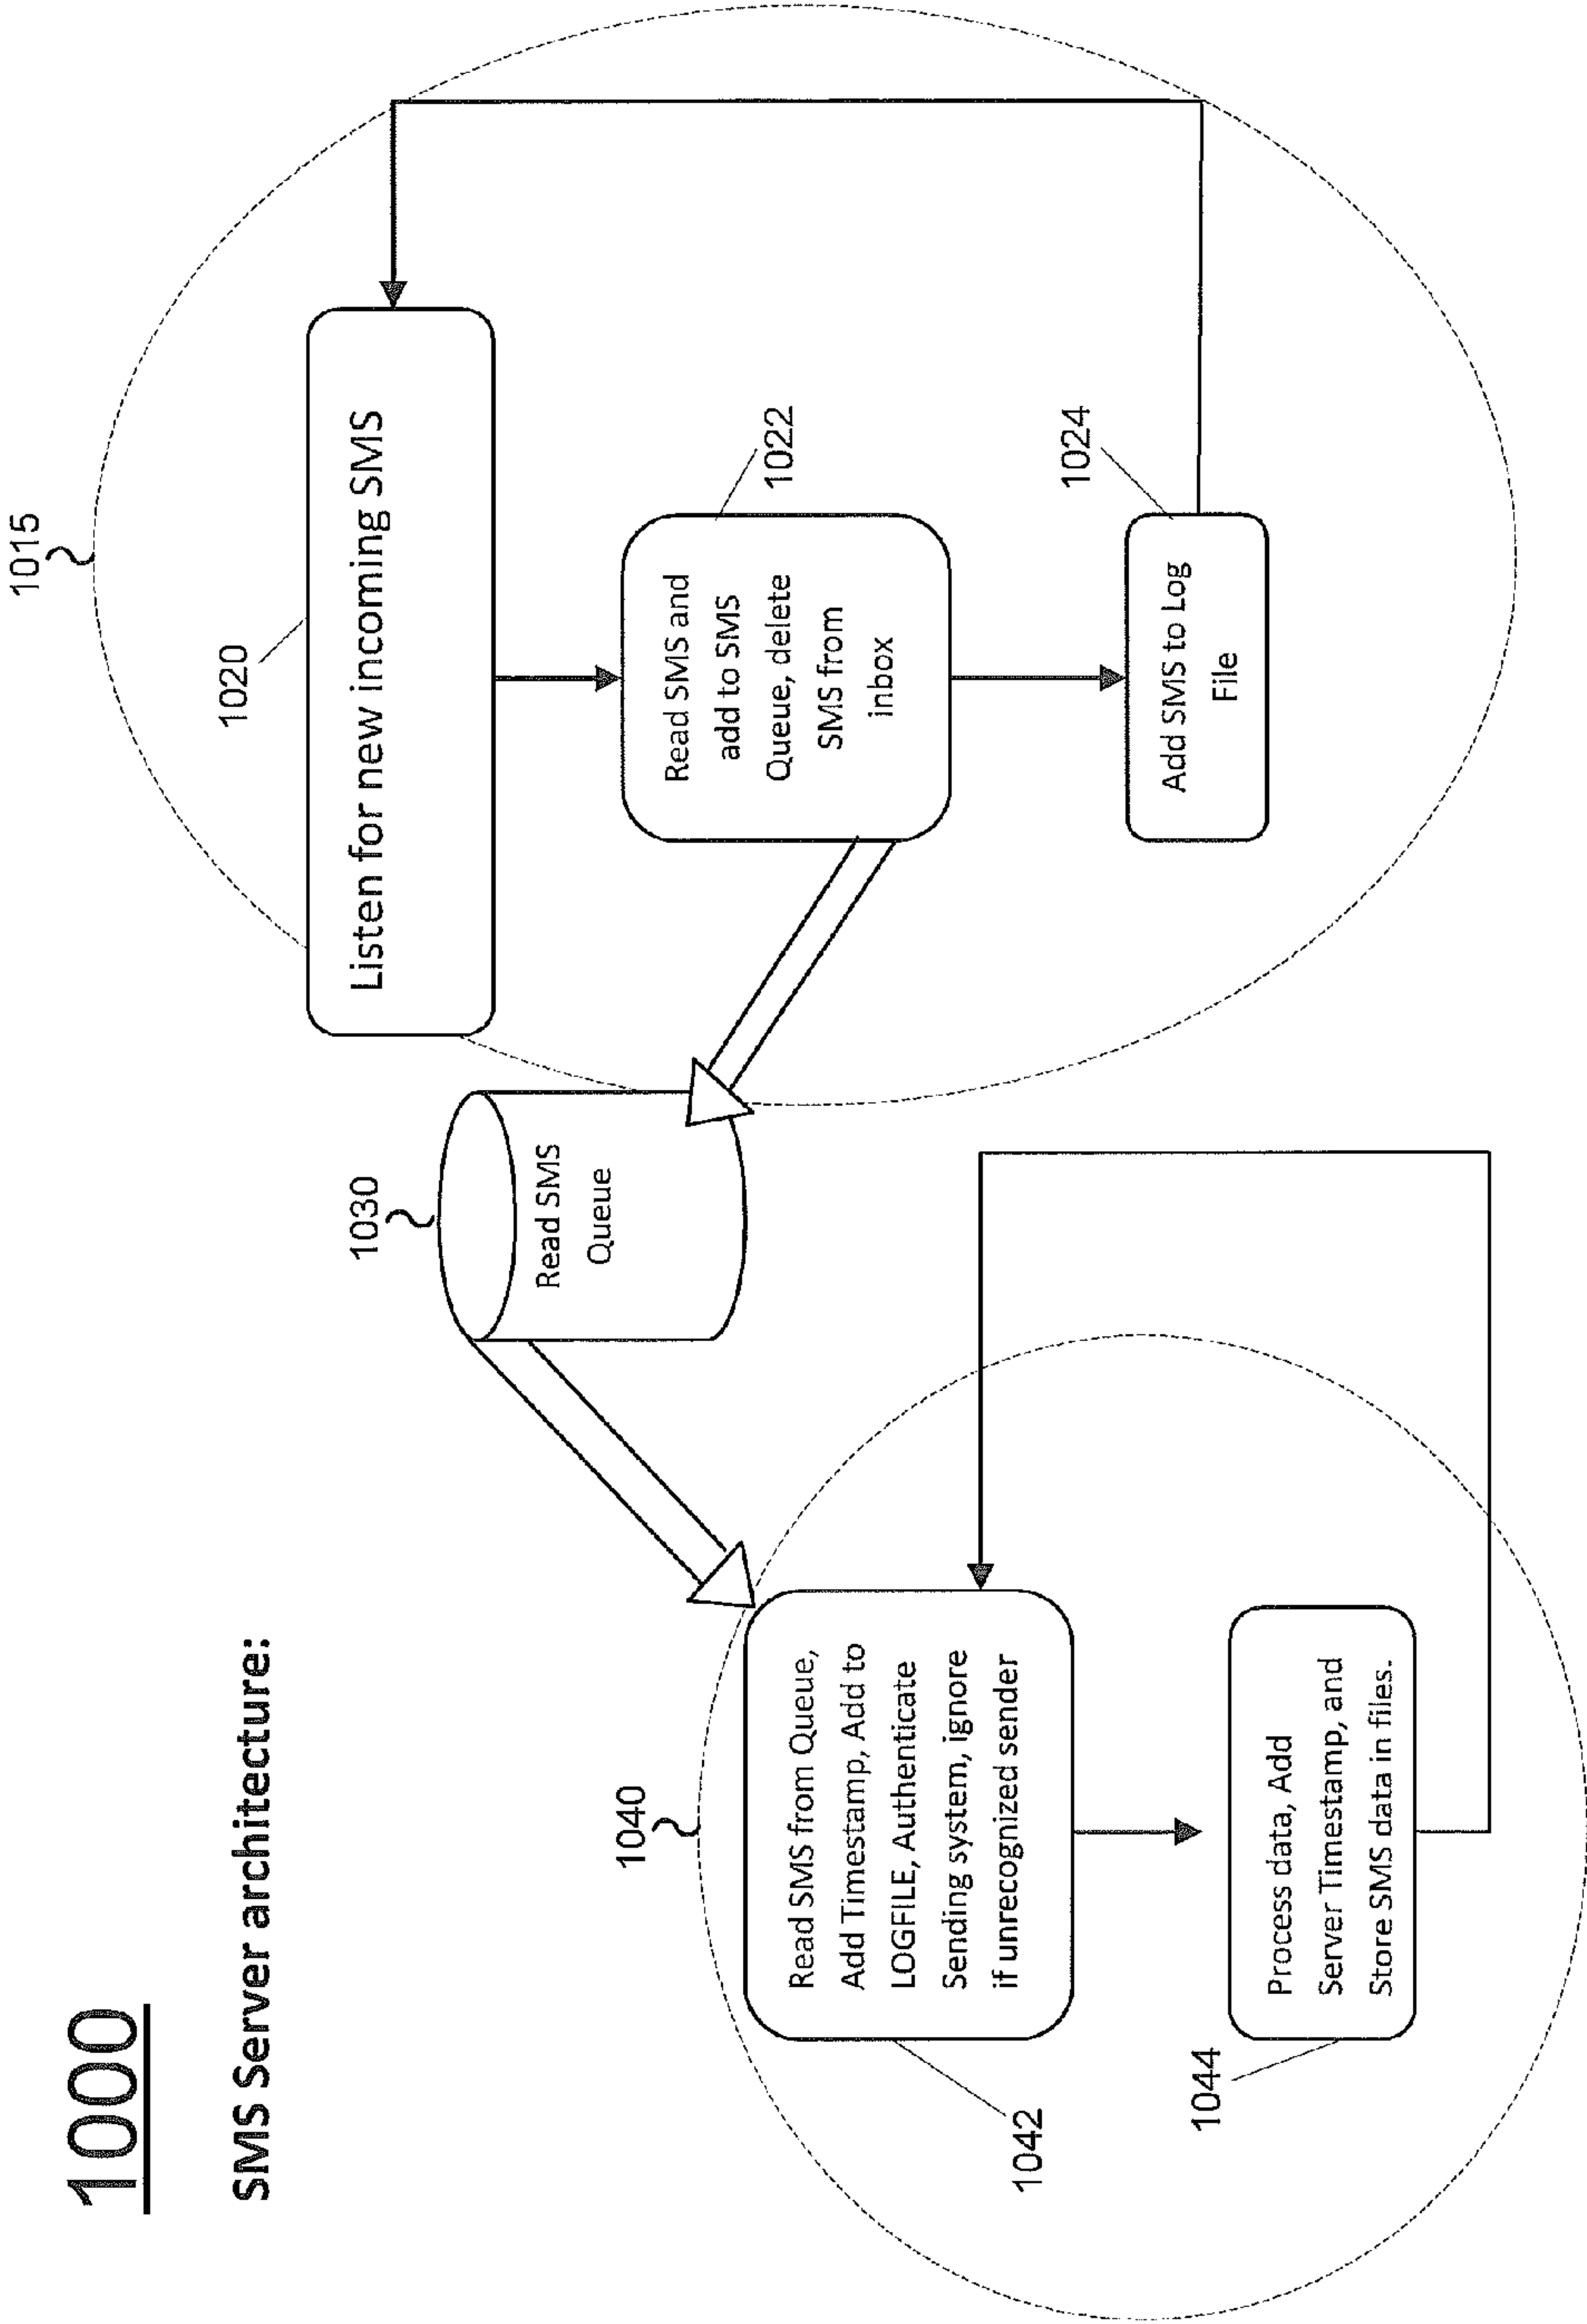 1000
SMS Server architecture:
1015
1020
Listen for new incoming SMS
1022
Read SMS and
add to SMS
Queue, delete
SMS from
inbox
1024
Add SMS to Log
File
1030
Read SMS
Queue
1040
1042
Read SMS from Queue,
Add Timestamp, Add to
LOGFILE, Authenticate
Sending system, ignore
if unrecognized sender
1044
Process data, Add
Server Timestamp, and
Store SMS data in files.